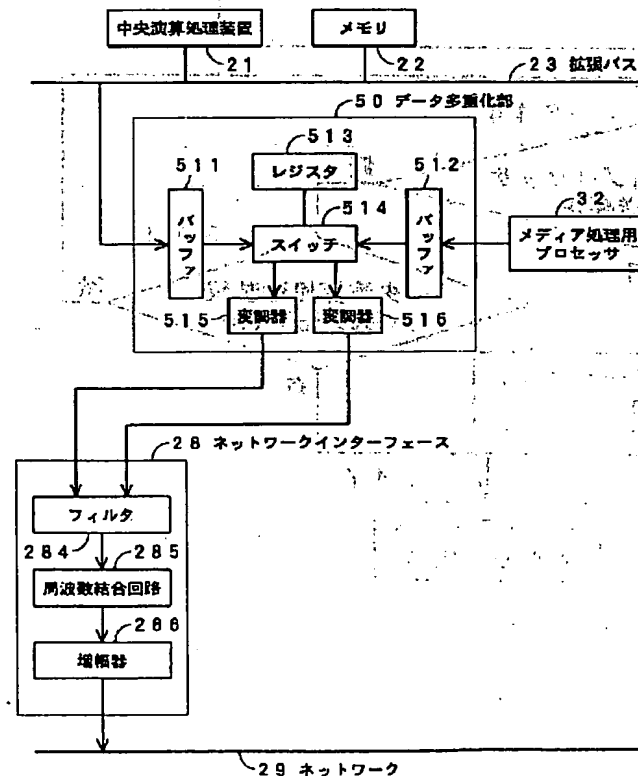 中央演算処理装置
メモリ
21
22
23 拡張バス
50 データ多重化部
513
レジスタ
511
512
514
32
バッファ
スイッチ
バッファ
メディア処理用
プロセッサ
変調器
変調器
515
516
28 ネットワークインターフェース
フィルタ
284
285
周波数結合回路
286
増幅器
29 ネットワーク